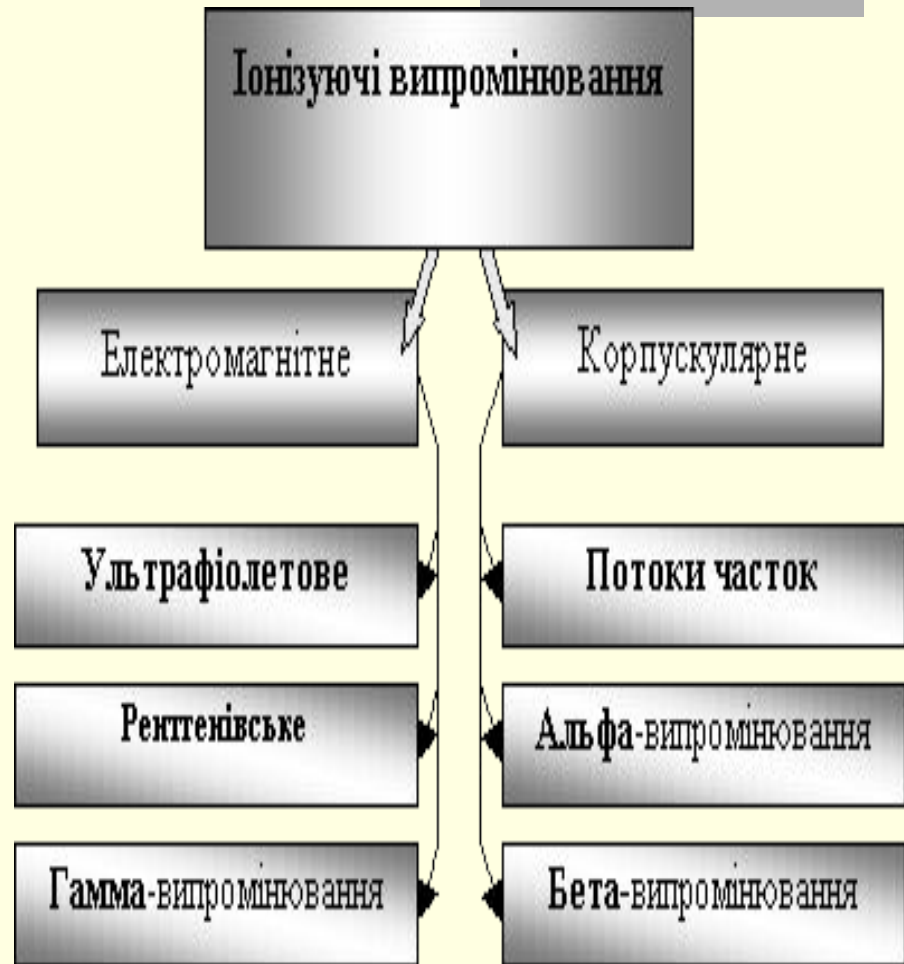 Іонізуючі випромінювання
Електромагнітне
Корпускулярне
Ультрафіолетове
Потоки часток
Рентгенівське
Альфа-випромінювання
Гамма-випромінювання
Бета-випромінювання